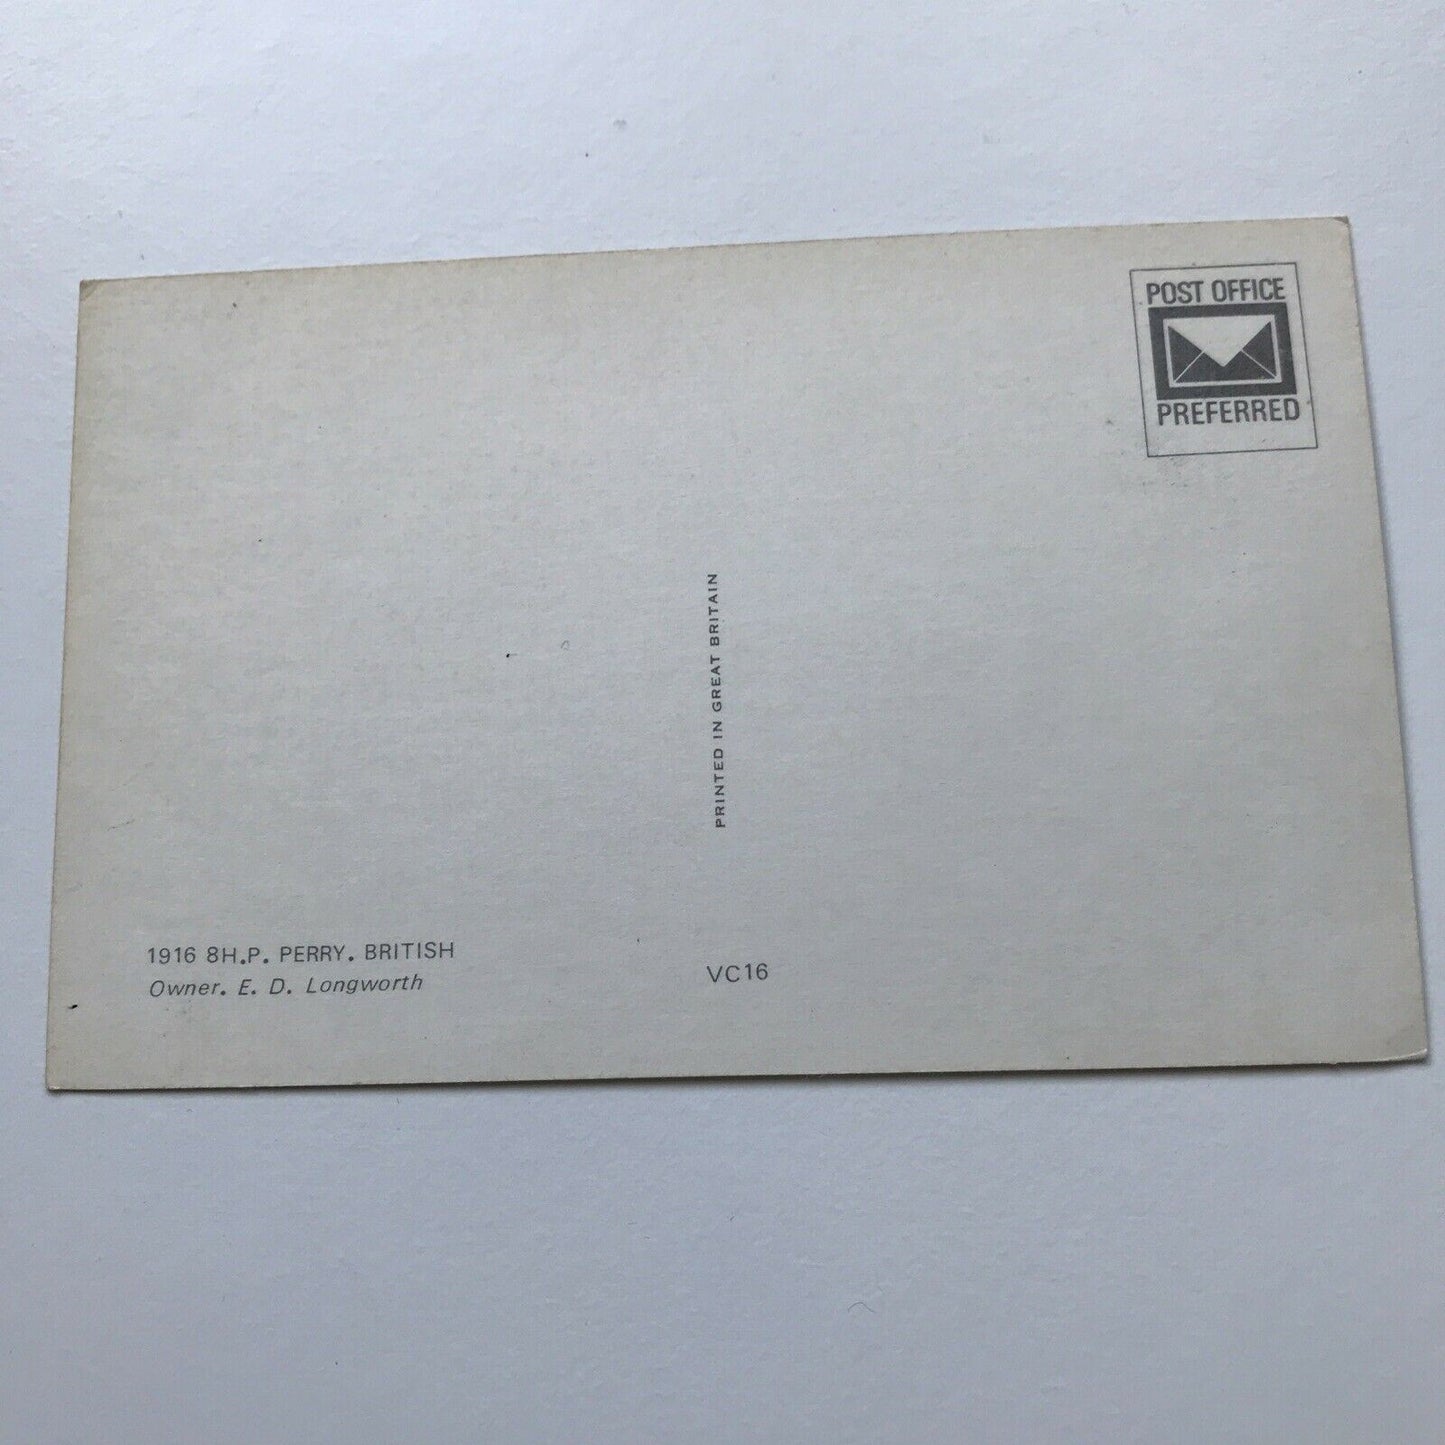 POST OFFICE
PREFERRED
PRINTED IN GREAT BRITAIN
1916 8H.P. PERRY. BRITISH
Owner. E. D. Longworth
VC16